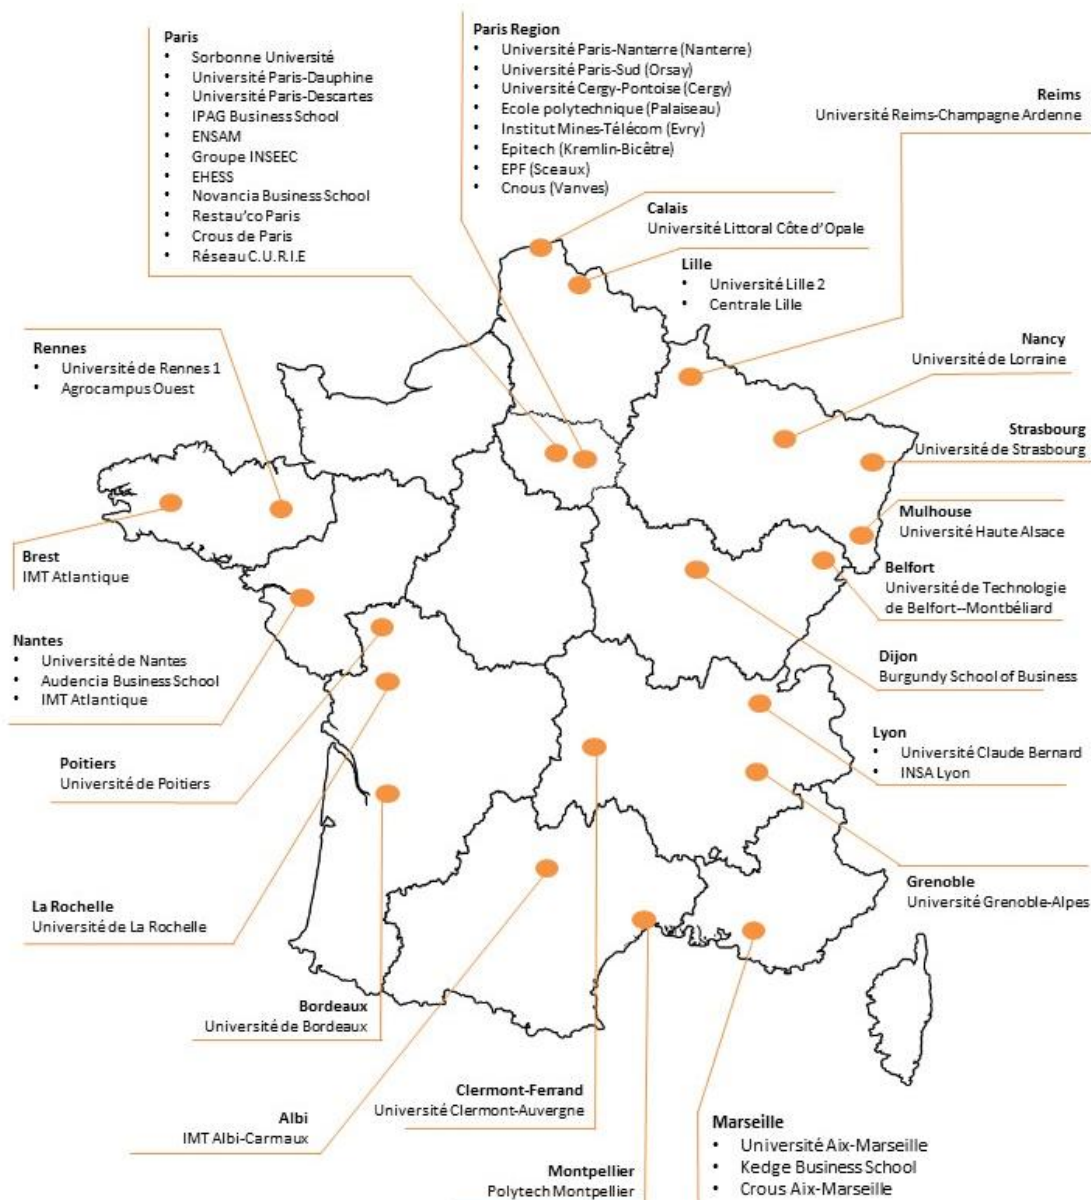 Paris
• Sorbonne Université
• Université Paris-Dauphine
• Université Paris-Descartes
• IPAG Business School
• ENSAM
• Groupe INSEEC
• EHESS
• Novancia Business School
• Restau'co Paris
• Crous de Paris
• Réseau C.U.R.I.E
Paris Region
• Université Paris-Nanterre (Nanterre)
• Université Paris-Sud (Orsay)
• Université Cergy-Pontoise (Cergy)
• Ecole polytechnique (Palaiseau)
• Institut Mines-Télécom (Evry)
• Epitech (Kremlin-Bicêtre)
• EPF (Sceaux)
• Cnous (Vanves)
Reims
Université Reims-Champagne Ardenne
Calais
Université Littoral Côte d'Opale
Lille
• Université Lille 2
• Centrale Lille
Rennes
• Université de Rennes 1
• Agrocampus Ouest
Nancy
Université de Lorraine
Strasbourg
Université de Strasbourg
Mulhouse
Université Haute Alsace
Brest
IMT Atlantique
Belfort
Université de Technologie
de Belfort--Montbéliard
Nantes
• Université de Nantes
• Audencia Business School
• IMT Atlantique
Dijon
Burgundy School of Business
Lyon
• Université Claude Bernard
• INSA Lyon
Poitiers
Université de Poitiers
Grenoble
Université Grenoble-Alpes
La Rochelle
Université de La Rochelle
Bordeaux
Université de Bordeaux
Clermont-Ferrand
Université Clermont-Auvergne
Albi
IMT Albi-Carmaux
Marseille
• Université Aix-Marseille
• Kedge Business School
• Crous Aix-Marseille
Montpellier
Polytech Montpellier